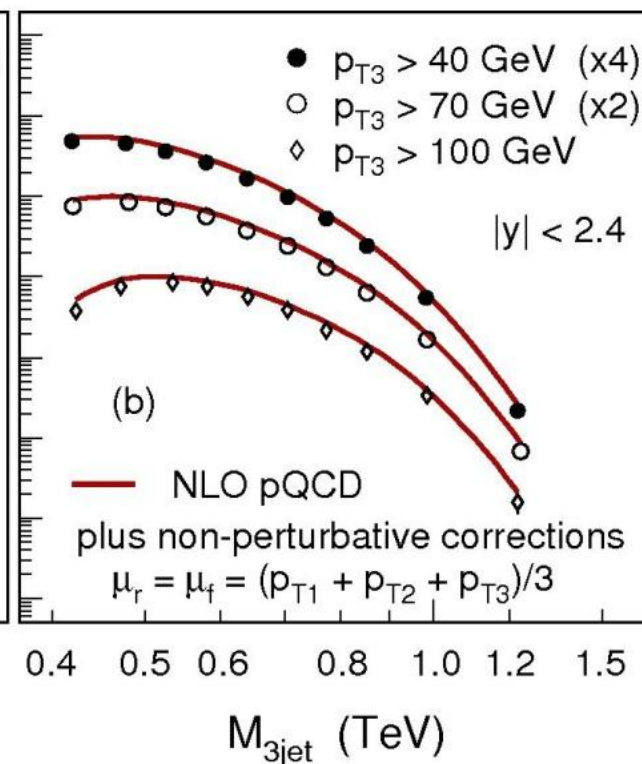 p_T3 > 40 GeV (x4)
p_T3 > 70 GeV (x2)
p_T3 > 100 GeV
|y| < 2.4
(b)
NLO pQCD
plus non-perturbative corrections
μ_r = μ_f = (p_T1 + p_T2 + p_T3)/3
0.4 0.5 0.6 0.8 1.0 1.2 1.5
M_3jet (TeV)